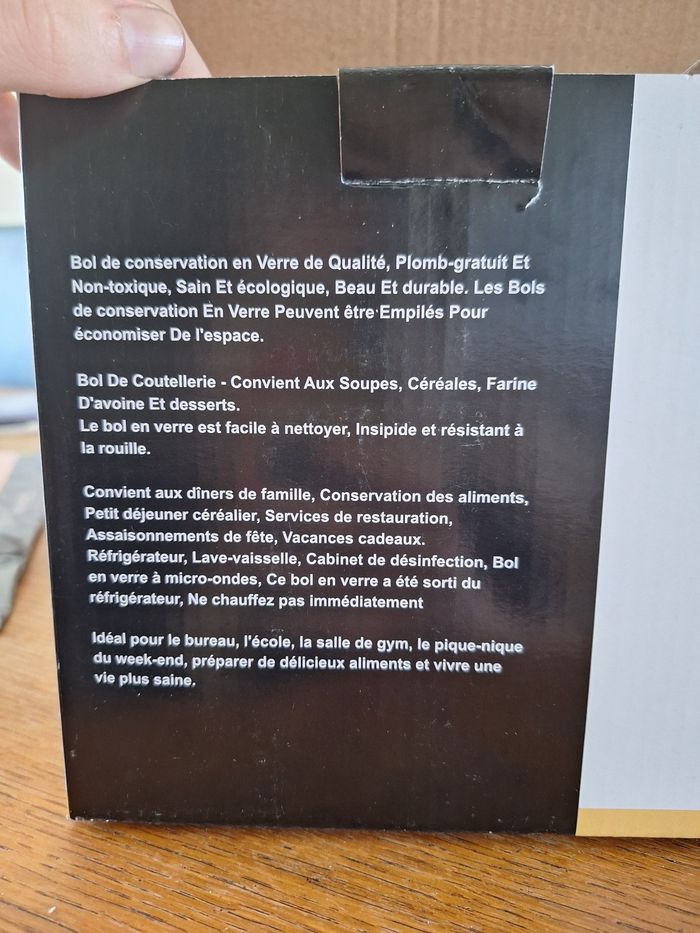 Bol de conservation en Verre de Qualité, Plomb-gratuit Et
Non-toxique, Sain Et écologique, Beau Et durable. Les Bols
de conservation En Verre Peuvent être Empilés Pour
économiser De l'espace.
Bol De Coutellerie - Convient Aux Soupes, Céréales, Farine
D'avoine Et desserts.
Le bol en verre est facile à nettoyer, Insipide et résistant à
la rouille.
Convient aux dîners de famille, Conservation des aliments,
Petit déjeuner céréalier, Services de restauration,
Assaisonnements de fête, Vacances cadeaux.
Réfrigérateur, Lave-vaisselle, Cabinet de désinfection, Bol
en verre à micro-ondes, Ce bol en verre a été sorti du
réfrigérateur, Ne chauffez pas immédiatement
Idéal pour le bureau, l'école, la salle de gym, le pique-nique
du week-end, préparer de délicieux aliments et vivre une
vie plus saine.